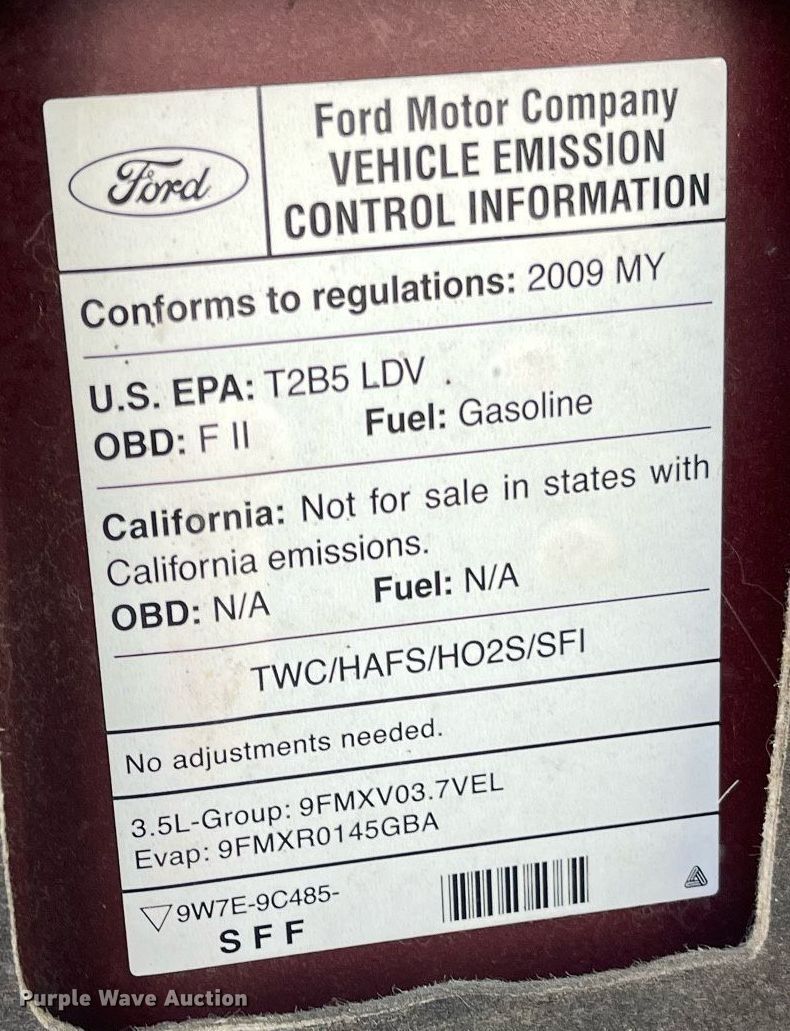 Ford
Ford Motor Company
VEHICLE EMISSION
CONTROL INFORMATION
Conforms to regulations: 2009 MY
U.S. EPA: T2B5 LDV
OBD: F II Fuel: Gasoline
California: Not for sale in states with
California emissions.
OBD: N/A Fuel: N/A
TWC/HAFS/HO2S/SFI
No adjustments needed.
3.5L-Group: 9FMXV03.7VEL
Evap: 9FMXR0145GBA
9W7E-9C485-
SFF
Purple Wave Auction